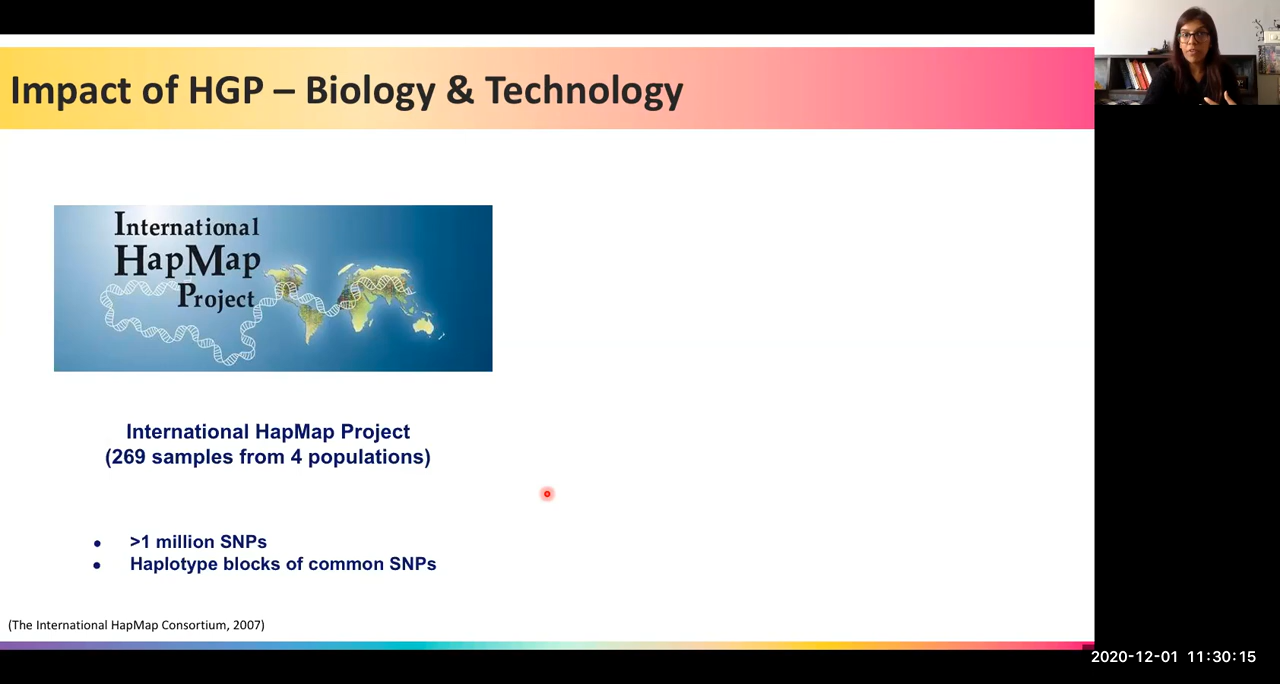 Impact of HGP – Biology & Technology
International
HapMap
Project
International HapMap Project
(269 samples from 4 populations)
• >1 million SNPs
• Haplotype blocks of common SNPs
(The International HapMap Consortium, 2007)
2020-12-01 11:30:15